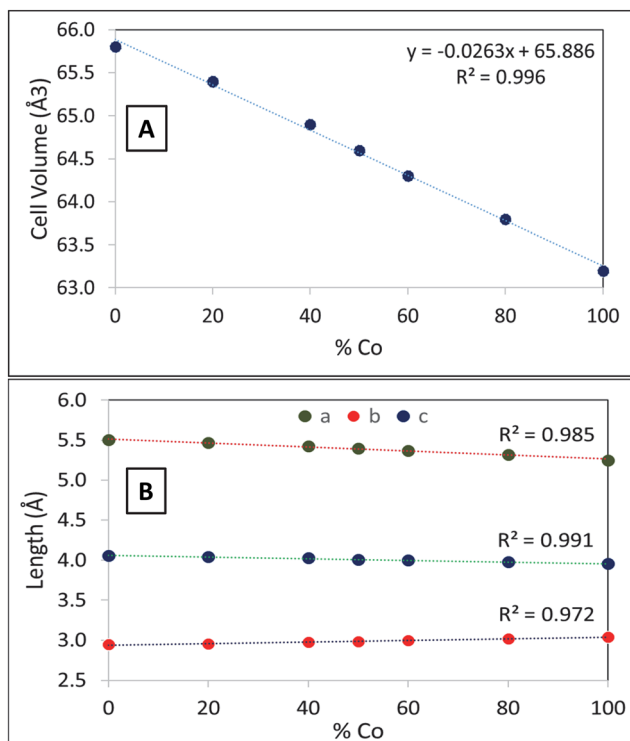 y = -0.0263x + 65.886
R² = 0.996
A
Cell Volume (Å3)
66.0
65.5
65.0
64.5
64.0
63.5
63.0
0 20 40 60 80 100
% Co
a b c
R² = 0.985
B
R² = 0.991
R² = 0.972
Length (Å)
6.0
5.5
5.0
4.5
4.0
3.5
3.0
2.5
0 20 40 60 80 100
% Co